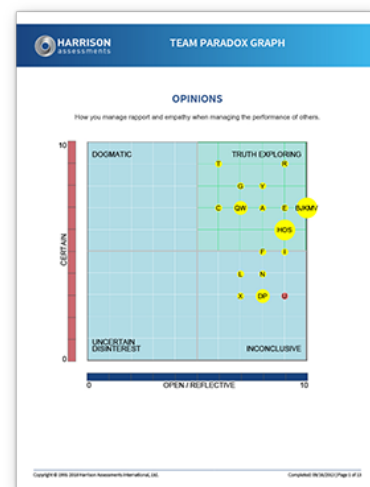 HARRISON
assessments
TEAM PARADOX GRAPH
OPINIONS
How you manage rapport and empathy when managing the performance of others.
10
DOGMATIC
TRUTH EXPLORING
T R
G Y
C QW A E BJKMV
HOS
F I
L N
X DP
CERTAIN
UNCERTAIN
DISINTEREST
INCONCLUSIVE
0
0 OPEN / REFLECTIVE 10